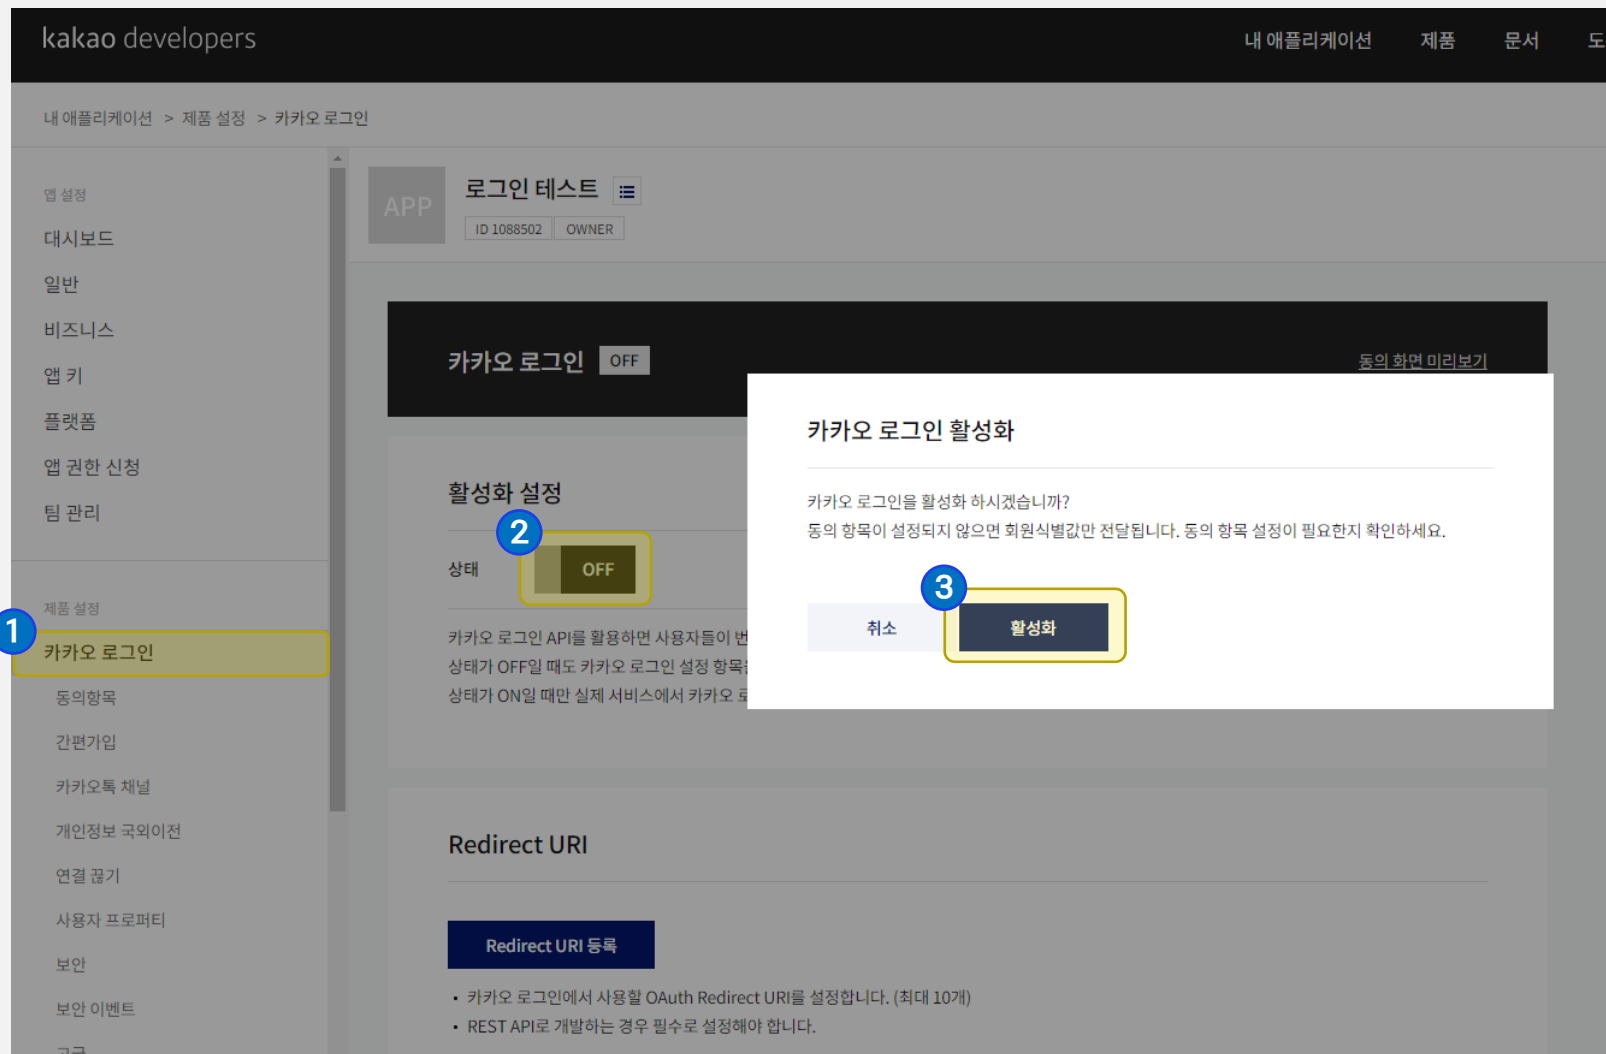 kakao developers
내 애플리케이션 제품 문서 도
내 애플리케이션 > 제품 설정 > 카카오 로그인
앱 설정
대시보드
일반
비즈니스
앱 키
플랫폼
앱 권한 신청
팀 관리
제품 설정
1
카카오 로그인
동의항목
간편가입
카카오톡 채널
개인정보 국외이전
연결 끊기
사용자 프로퍼티
보안
보안 이벤트
APP
로그인 테스트
ID 1088502 OWNER
카카오 로그인 OFF
동의 화면 미리보기
활성화 설정
2
상태 OFF
카카오 로그인 API를 활용하면 사용자들이 번
상태가 OFF일 때도 카카오 로그인 설정 항목
상태가 ON일 때만 실제 서비스에서 카카오 로
카카오 로그인 활성화
카카오 로그인을 활성화 하시겠습니까?
동의 항목이 설정되지 않으면 회원식별값만 전달됩니다. 동의 항목 설정이 필요한지 확인하세요.
3
취소 활성화
Redirect URI
Redirect URI 등록
• 카카오 로그인에서 사용할 OAuth Redirect URI를 설정합니다. (최대 10개)
• REST API로 개발하는 경우 필수로 설정해야 합니다.